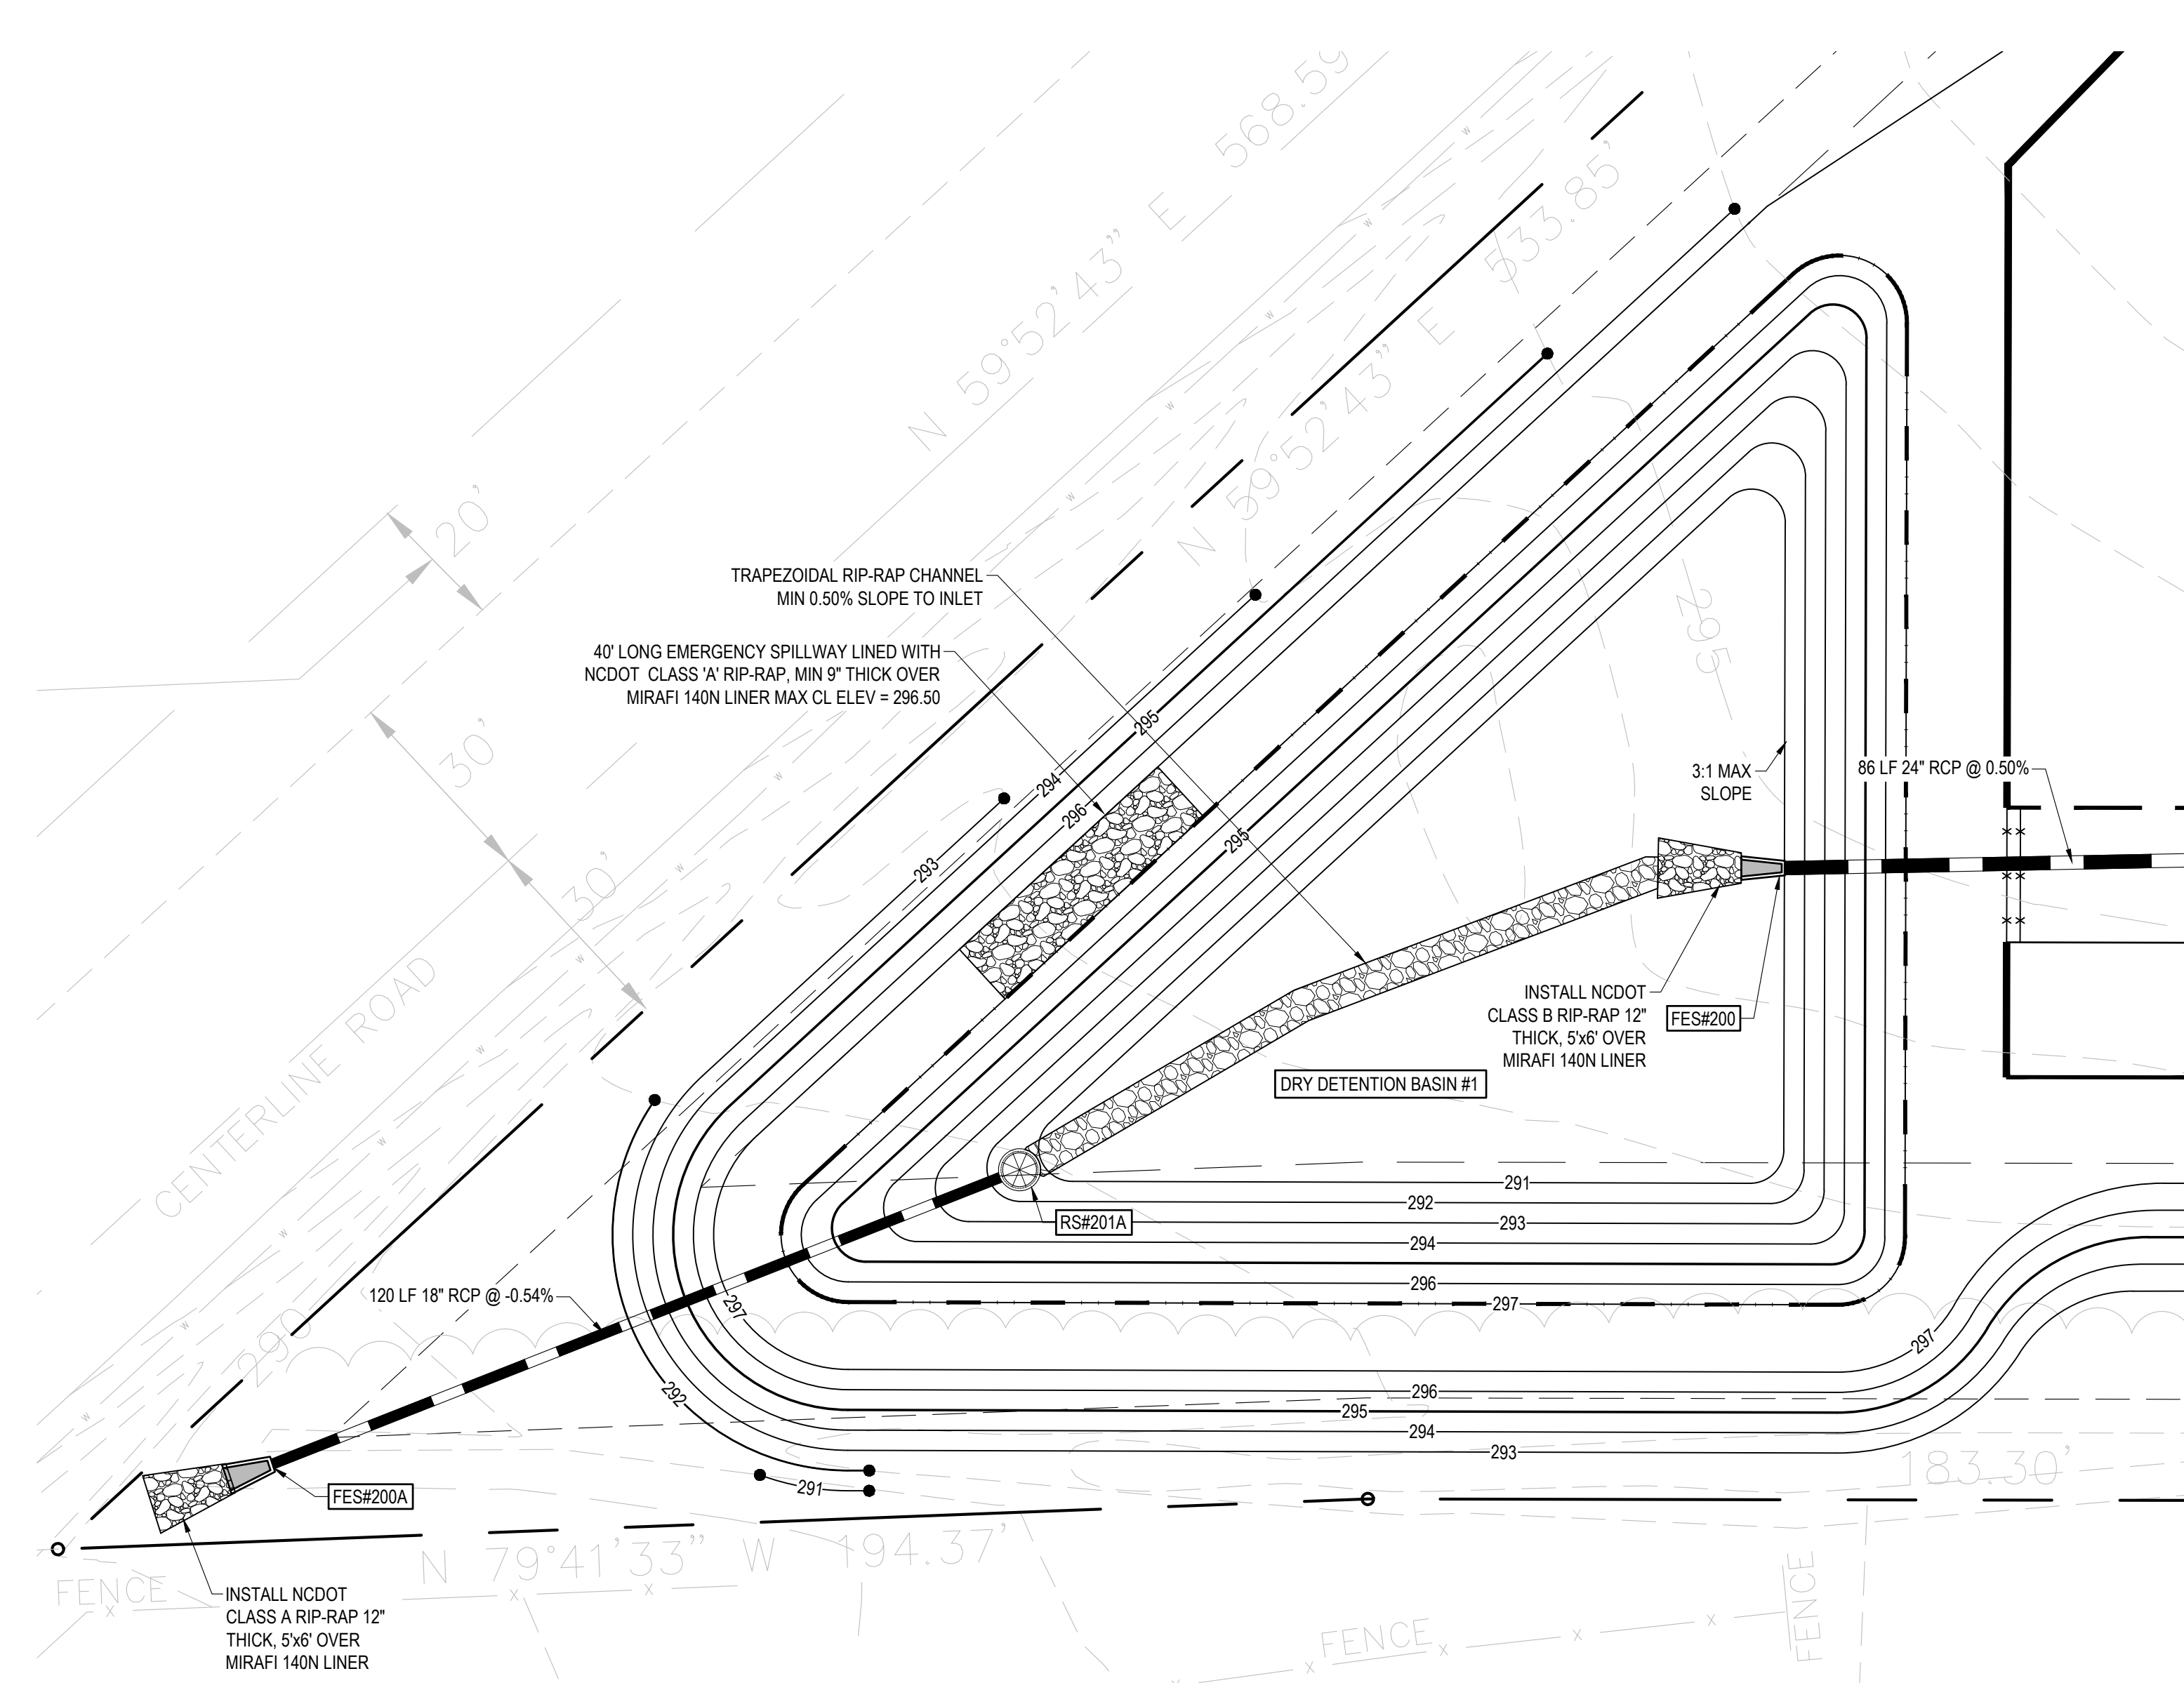 N 59°52'43" E 568.59
N 59°52'43" E 533.85'
20'
30'
30'
CENTERLINE ROAD
TRAPEZOIDAL RIP-RAP CHANNEL
MIN 0.50% SLOPE TO INLET
40' LONG EMERGENCY SPILLWAY LINED WITH
NCDOT CLASS 'A' RIP-RAP, MIN 9" THICK OVER
MIRAFI 140N LINER MAX CL ELEV = 296.50
295
294
296
293
295
295
3:1 MAX
SLOPE
86 LF 24" RCP @ 0.50%
INSTALL NCDOT
CLASS B RIP-RAP 12"
THICK, 5'x6' OVER
MIRAFI 140N LINER
FES#200
DRY DETENTION BASIN #1
RS#201A
291
292
293
294
296
297
120 LF 18" RCP @ -0.54%
290
297
292
297
296
295
294
293
291
183.30'
FES#200A
N 79°41'33" W 194.37'
FENCE
FENCE
FENCE
INSTALL NCDOT
CLASS A RIP-RAP 12"
THICK, 5'x6' OVER
MIRAFI 140N LINER